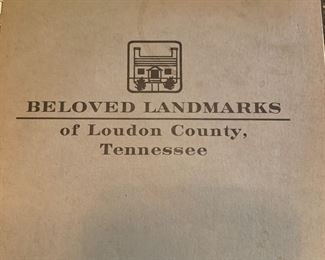 BELOVED LANDMARKS
of Loudon County,
Tennessee